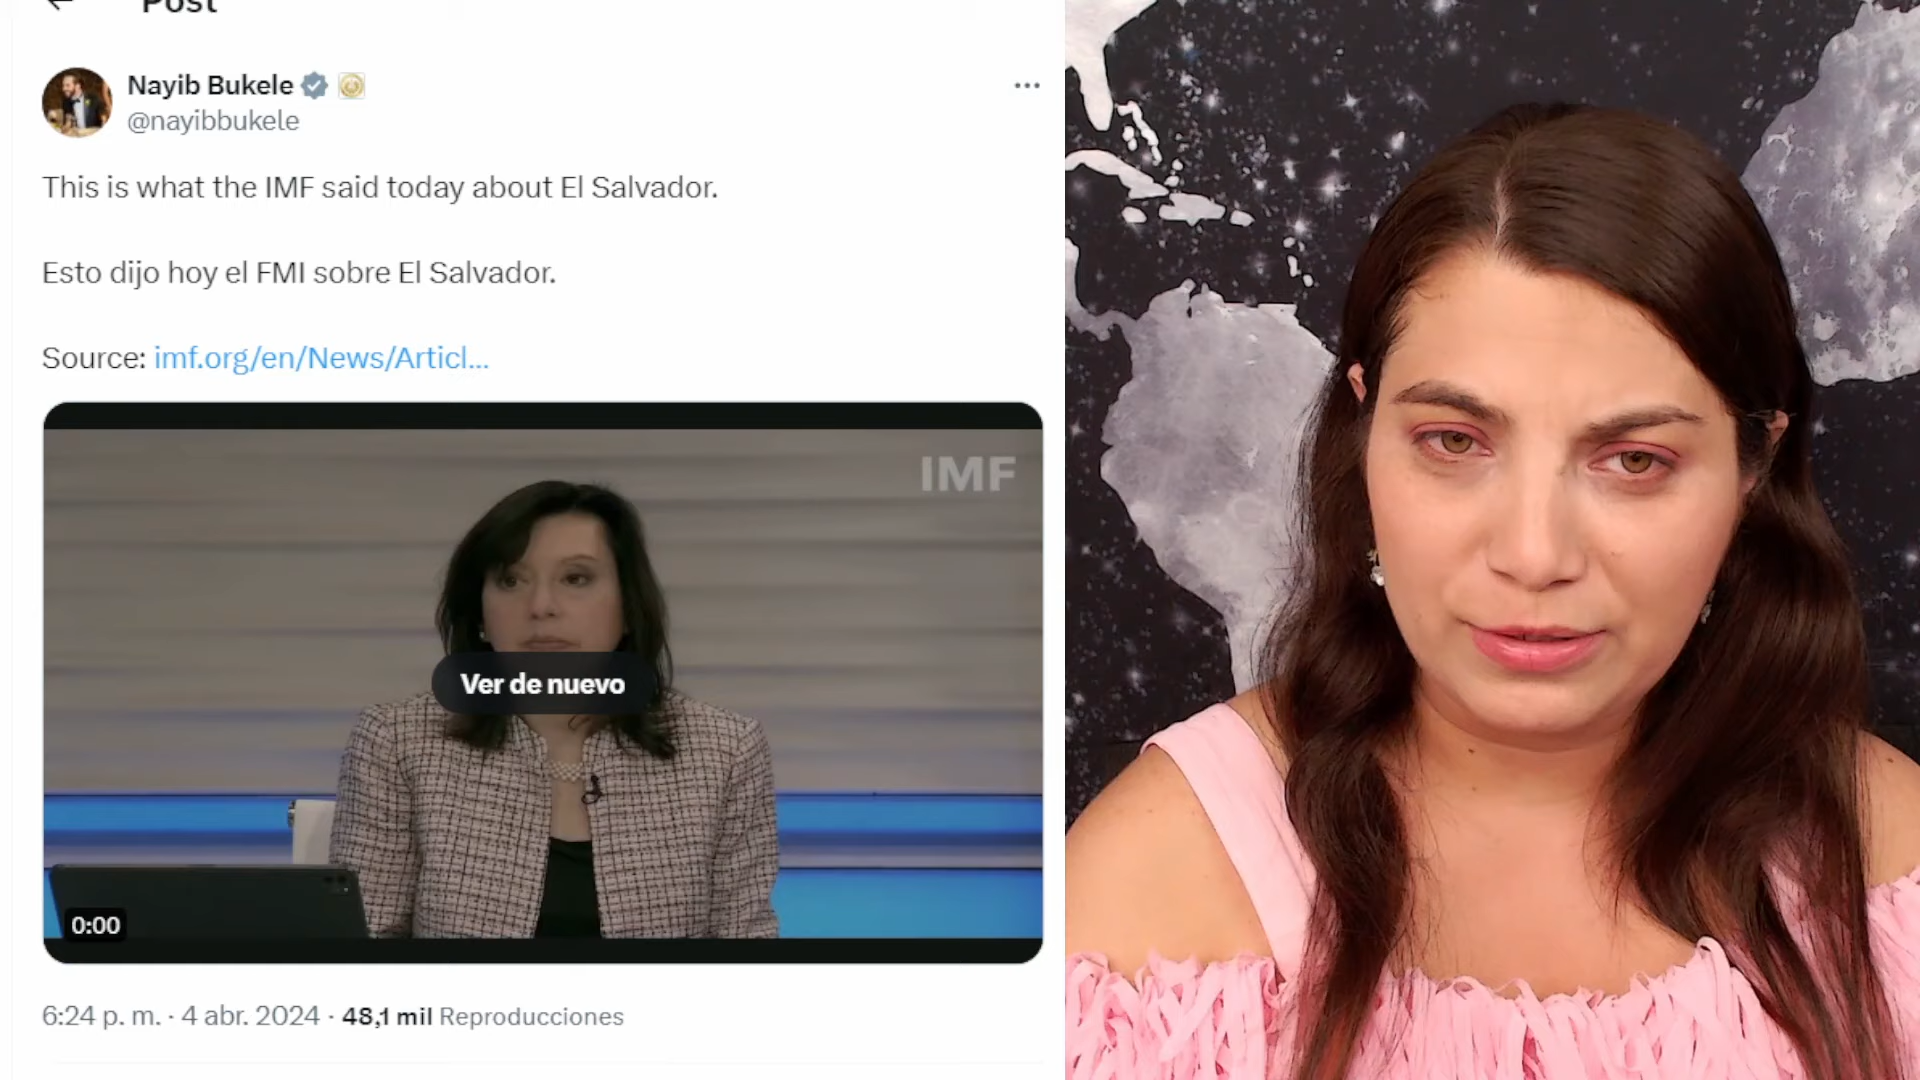 Post
Nayib Bukele
@nayibbukele
This is what the IMF said today about El Salvador.
Esto dijo hoy el FMI sobre El Salvador.
Source: imf.org/en/News/Articl...
IMF
Ver de nuevo
0:00
6:24 p. m. · 4 abr. 2024 · 48,1 mil Reproducciones